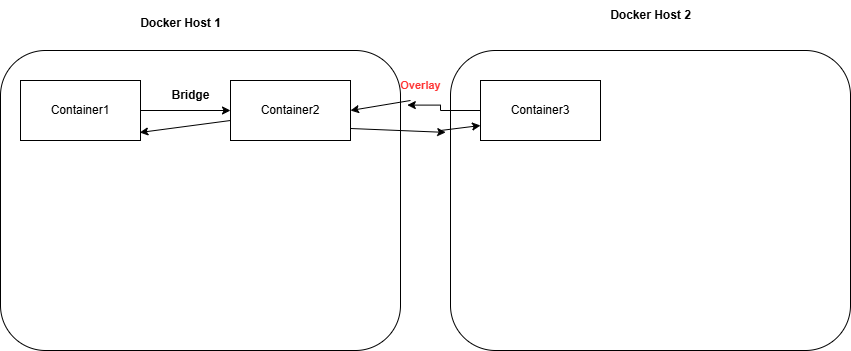 Docker Host 1
Docker Host 2
Container1
Bridge
Container2
Overlay
Container3